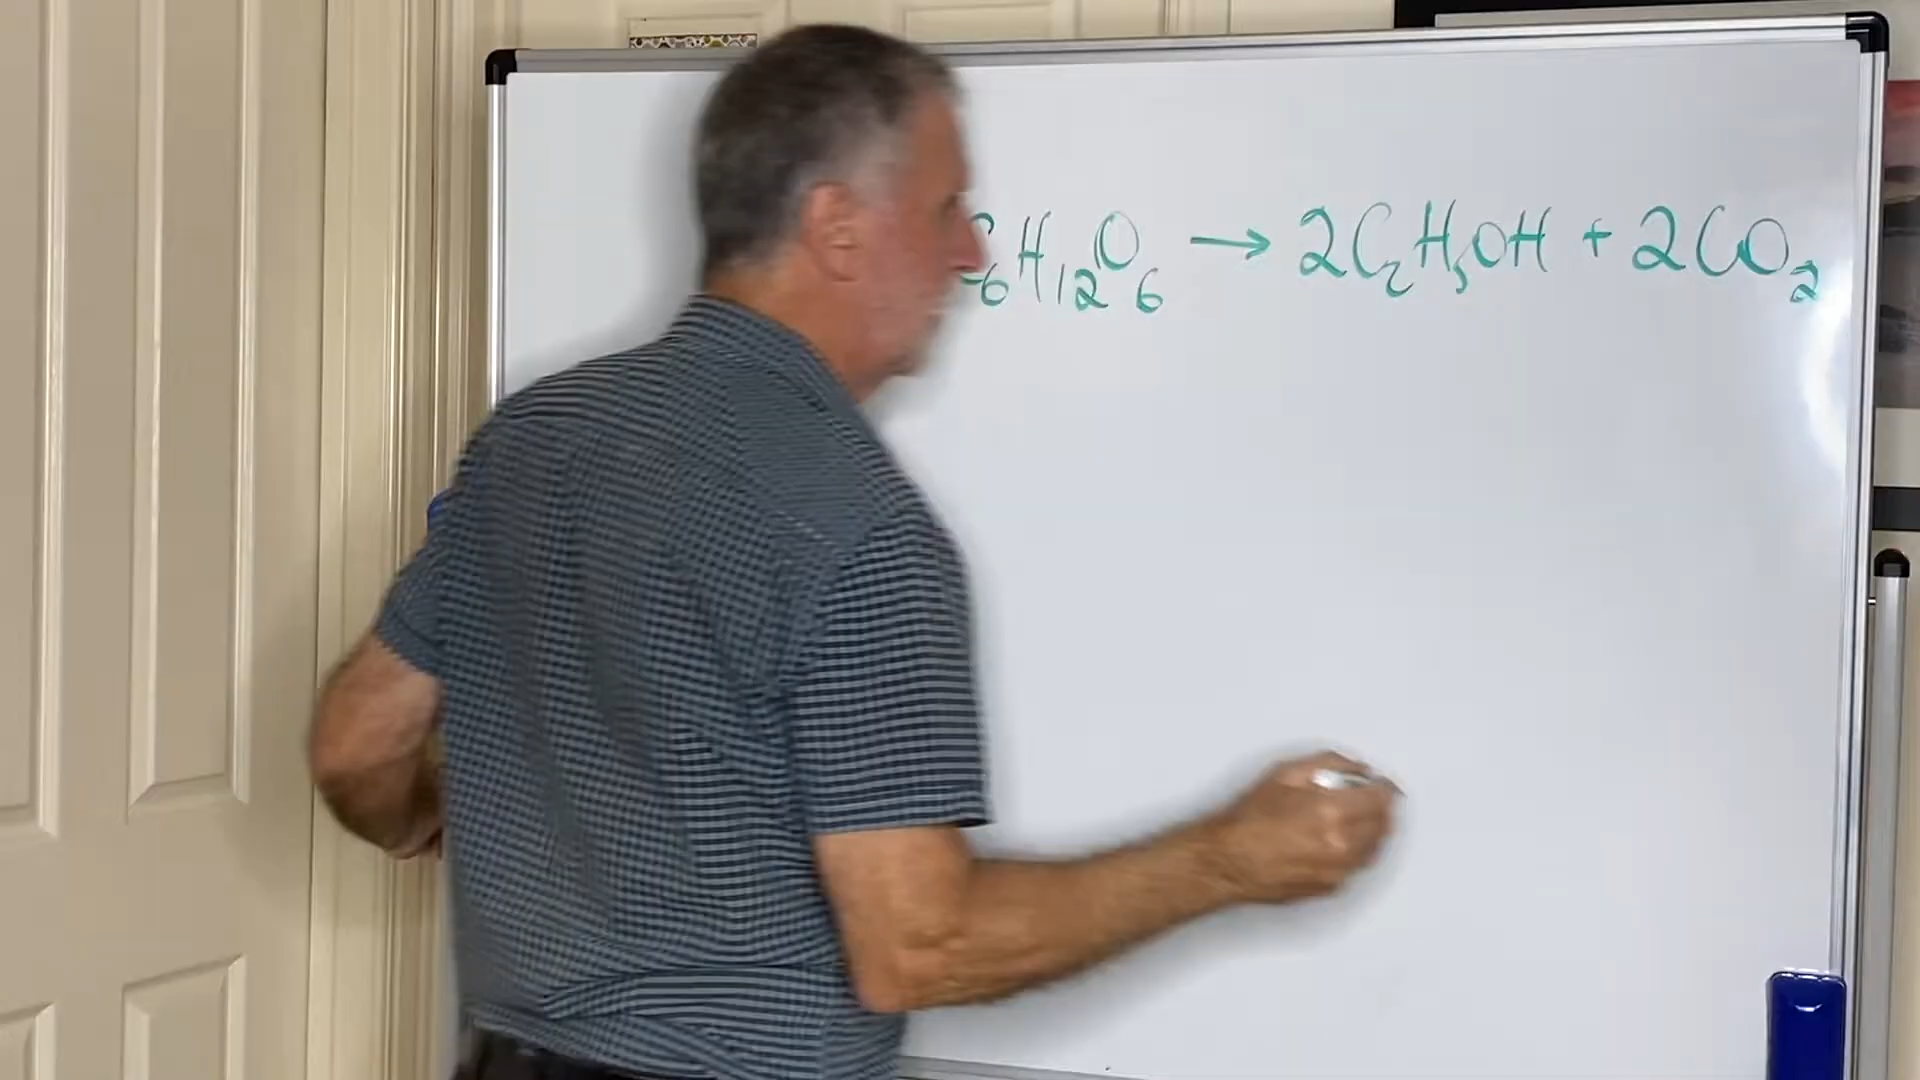 C₆H₁₂O₆ → 2C₂H₅OH + 2CO₂